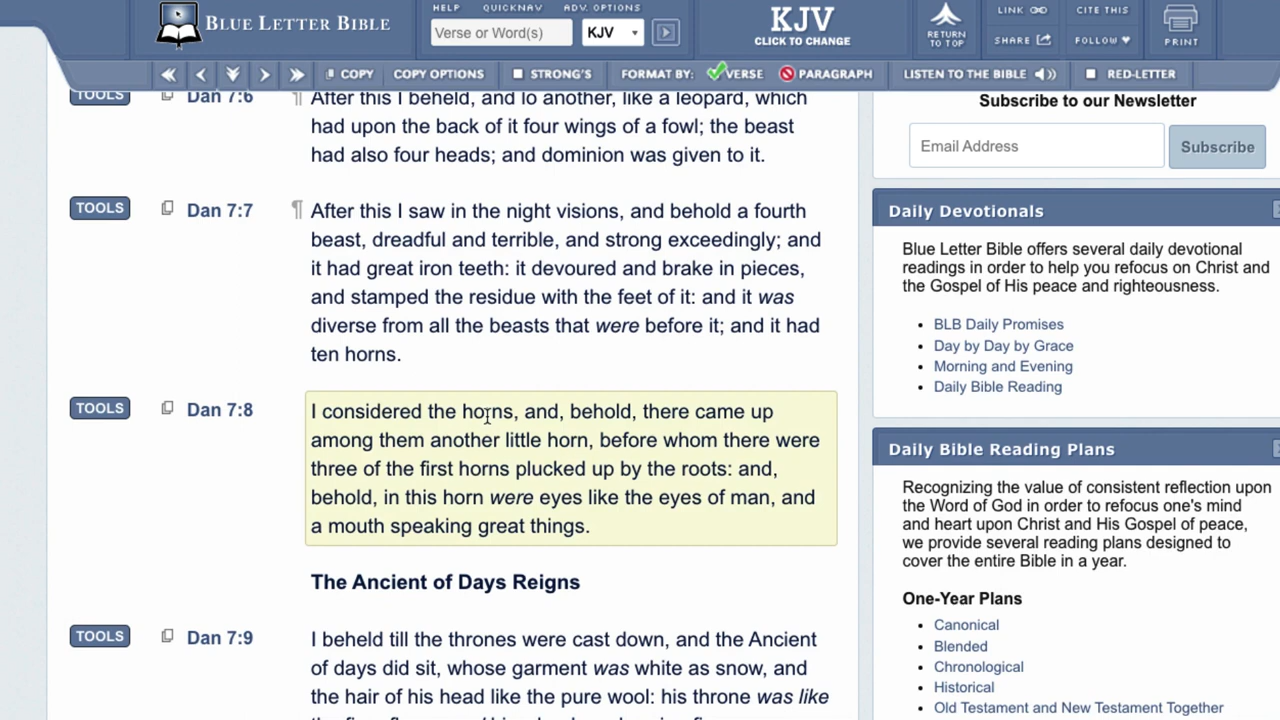 HELP QUICKNAV ADV. OPTIONS
BLUE LETTER BIBLE
Verse or Word(s)
KJV
KJV
CLICK TO CHANGE
RETURN
TO TOP
LINK
CITE THIS
SHARE
FOLLOW
PRINT
COPY
COPY OPTIONS
STRONG'S
FORMAT BY: VERSE PARAGRAPH
LISTEN TO THE BIBLE
RED-LETTER
TOOLS
Dan 7:6
¶ After this I beheld, and lo another, like a leopard, which
had upon the back of it four wings of a fowl; the beast
had also four heads; and dominion was given to it.
TOOLS
Dan 7:7
¶ After this I saw in the night visions, and behold a fourth
beast, dreadful and terrible, and strong exceedingly; and
it had great iron teeth: it devoured and brake in pieces,
and stamped the residue with the feet of it: and it was
diverse from all the beasts that were before it; and it had
ten horns.
TOOLS
Dan 7:8
I considered the horns, and, behold, there came up
among them another little horn, before whom there were
three of the first horns plucked up by the roots: and,
behold, in this horn were eyes like the eyes of man, and
a mouth speaking great things.
The Ancient of Days Reigns
TOOLS
Dan 7:9
I beheld till the thrones were cast down, and the Ancient
of days did sit, whose garment was white as snow, and
the hair of his head like the pure wool: his throne was like
Subscribe to our Newsletter
Email Address
Subscribe
Daily Devotionals
Blue Letter Bible offers several daily devotional
readings in order to help you refocus on Christ and
the Gospel of His peace and righteousness.
BLB Daily Promises
Day by Day by Grace
Morning and Evening
Daily Bible Reading
Daily Bible Reading Plans
Recognizing the value of consistent reflection upon
the Word of God in order to refocus one's mind
and heart upon Christ and His Gospel of peace,
we provide several reading plans designed to
cover the entire Bible in a year.
One-Year Plans
Canonical
Blended
Chronological
Historical
Old Testament and New Testament Together